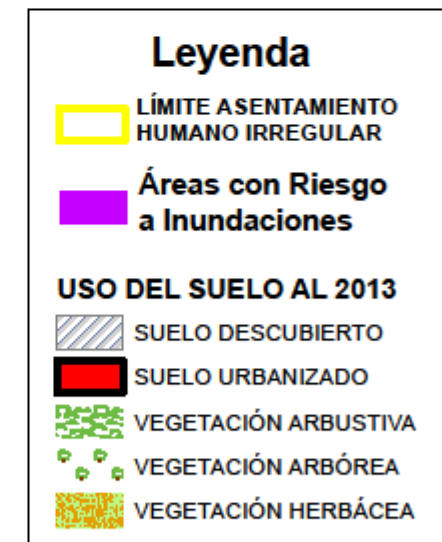 Leyenda
LÍMITE ASENTAMIENTO
HUMANO IRREGULAR
Áreas con Riesgo
a Inundaciones
USO DEL SUELO AL 2013
SUELO DESCUBIERTO
SUELO URBANIZADO
VEGETACIÓN ARBUSTIVA
VEGETACIÓN ARBÓREA
VEGETACIÓN HERBÁCEA